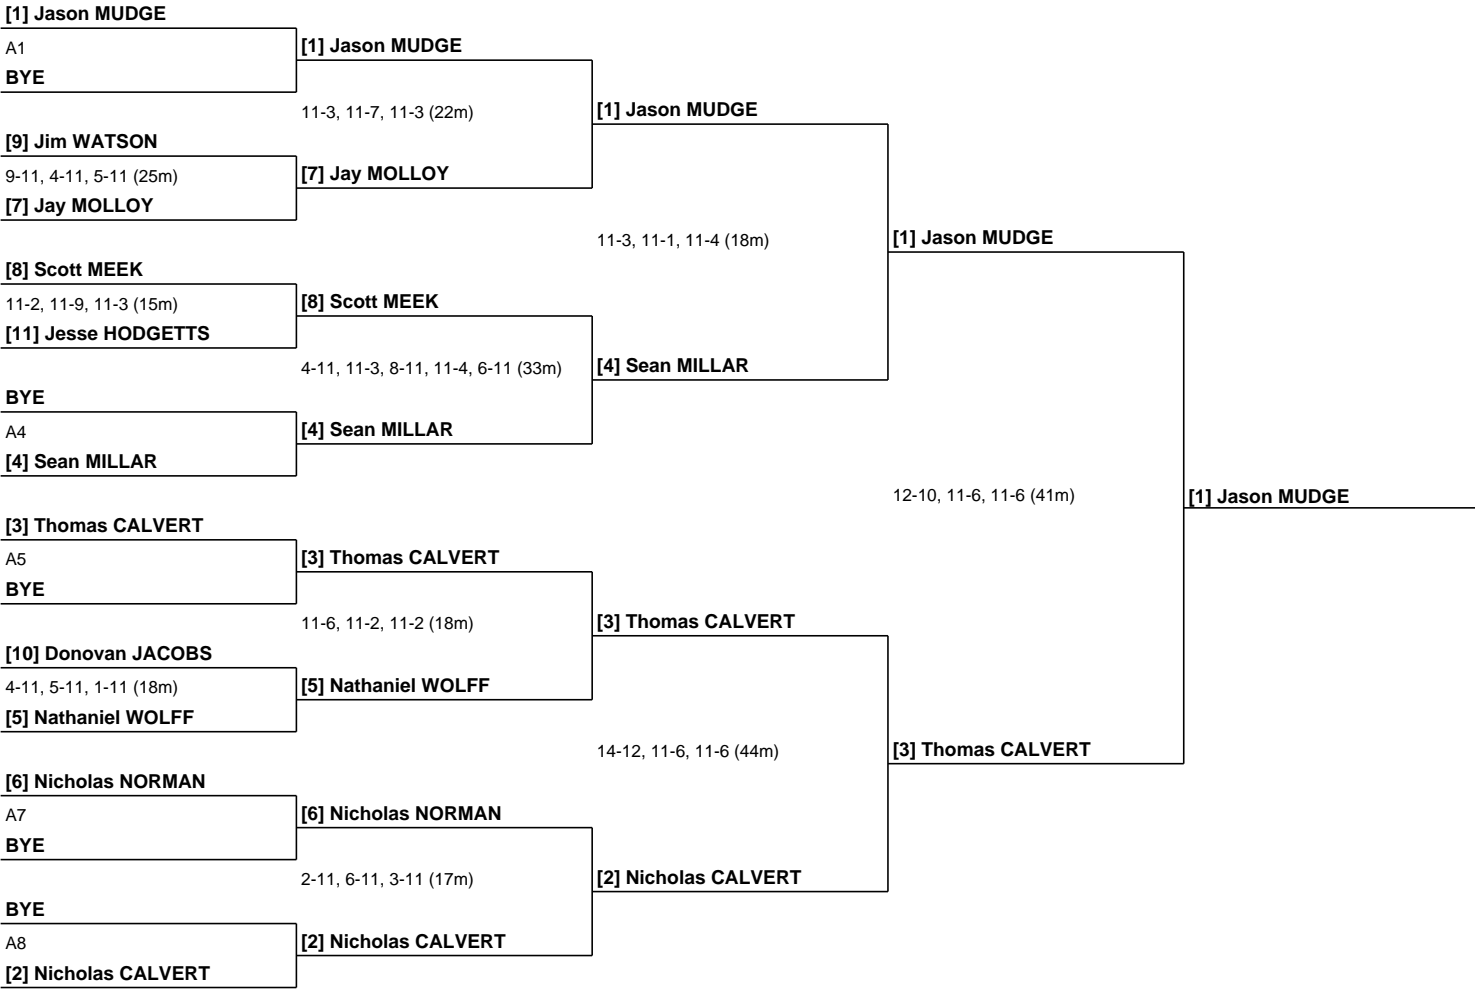 [1] Jason MUDGE
A1
[1] Jason MUDGE
BYE
11-3, 11-7, 11-3 (22m)
[1] Jason MUDGE
[9] Jim WATSON
9-11, 4-11, 5-11 (25m)
[7] Jay MOLLOY
[7] Jay MOLLOY
11-3, 11-1, 11-4 (18m)
[1] Jason MUDGE
[8] Scott MEEK
11-2, 11-9, 11-3 (15m)
[8] Scott MEEK
[11] Jesse HODGETTS
4-11, 11-3, 8-11, 11-4, 6-11 (33m)
[4] Sean MILLAR
BYE
A4
[4] Sean MILLAR
[4] Sean MILLAR
12-10, 11-6, 11-6 (41m)
[1] Jason MUDGE
[3] Thomas CALVERT
A5
[3] Thomas CALVERT
BYE
11-6, 11-2, 11-2 (18m)
[3] Thomas CALVERT
[10] Donovan JACOBS
4-11, 5-11, 1-11 (18m)
[5] Nathaniel WOLFF
[5] Nathaniel WOLFF
14-12, 11-6, 11-6 (44m)
[3] Thomas CALVERT
[6] Nicholas NORMAN
A7
[6] Nicholas NORMAN
BYE
2-11, 6-11, 3-11 (17m)
[2] Nicholas CALVERT
BYE
A8
[2] Nicholas CALVERT
[2] Nicholas CALVERT